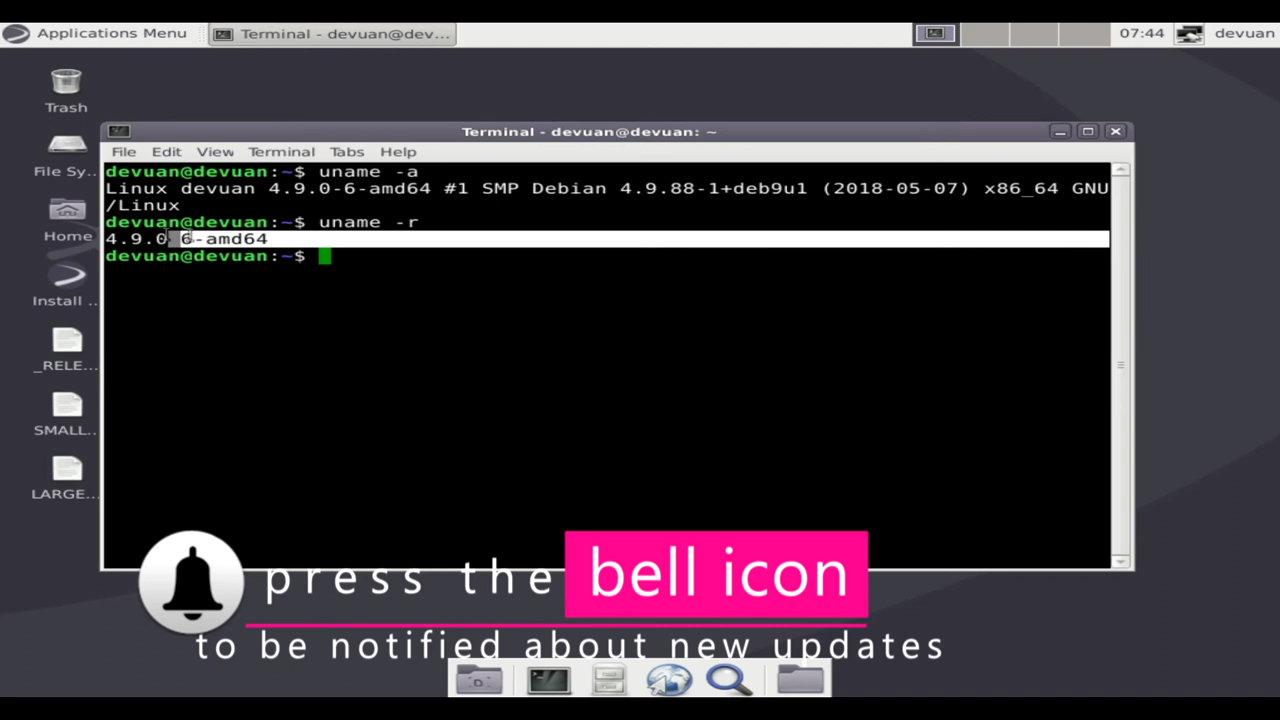 Applications Menu
Terminal - devuan@dev...
07:44
devuan
Trash
File Sy..
Home
Install ..
_RELE...
SMALL..
LARGE...
Terminal - devuan@devuan: ~
File Edit View Terminal Tabs Help
devuan@devuan:~$ uname -a
Linux devuan 4.9.0-6-amd64 #1 SMP Debian 4.9.88-1+deb9u1 (2018-05-07) x86_64 GNU
/Linux
devuan@devuan:~$ uname -r
4.9.0-6-amd64
devuan@devuan:~$
press the bell icon
to be notified about new updates